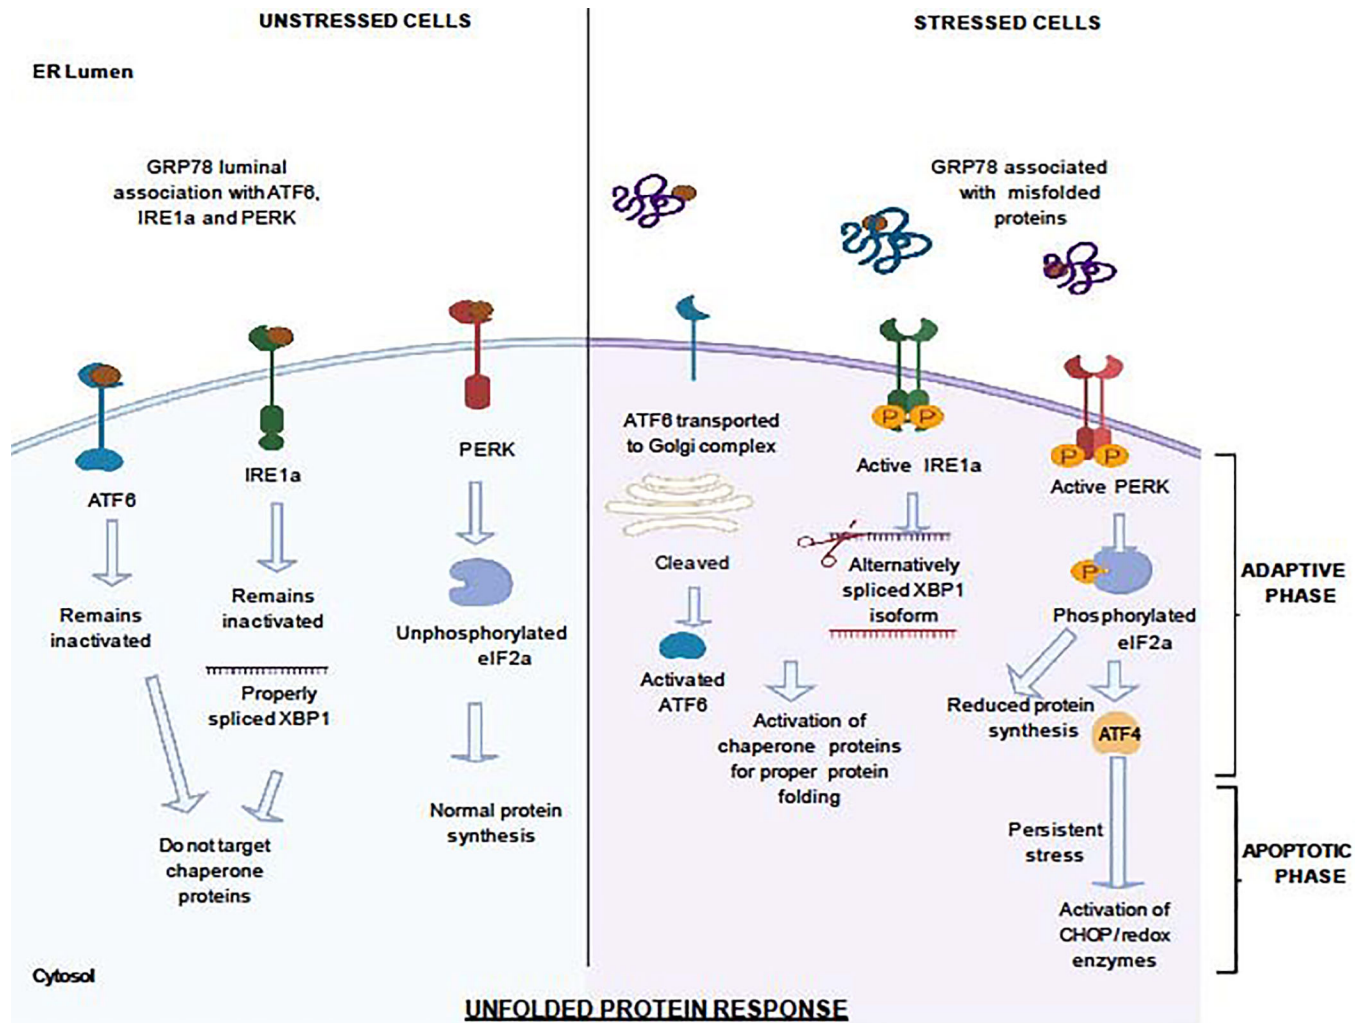 UNSTRESSED CELLS
STRESSED CELLS
ER Lumen
GRP78 luminal
association with ATF6,
IRE1a and PERK
GRP78 associated
with misfolded
proteins
ATF6
Remains
inactivated
IRE1a
Remains
inactivated
Properly
spliced XBP1
Do not target
chaperone
proteins
PERK
Unphosphorylated
eIF2a
Normal protein
synthesis
ATF6 transported
to Golgi complex
Cleaved
Activated
ATF6
P
P
Active IRE1a
Alternatively
spliced XBP1
isoform
Activation of
chaperone proteins
for proper protein
folding
P
P
Active PERK
P
Phosphorylated
eIF2a
Reduced protein
synthesis
ATF4
Persistent
stress
Activation of
CHOP/redox
enzymes
ADAPTIVE
PHASE
APOPTOTIC
PHASE
Cytosol
UNFOLDED PROTEIN RESPONSE